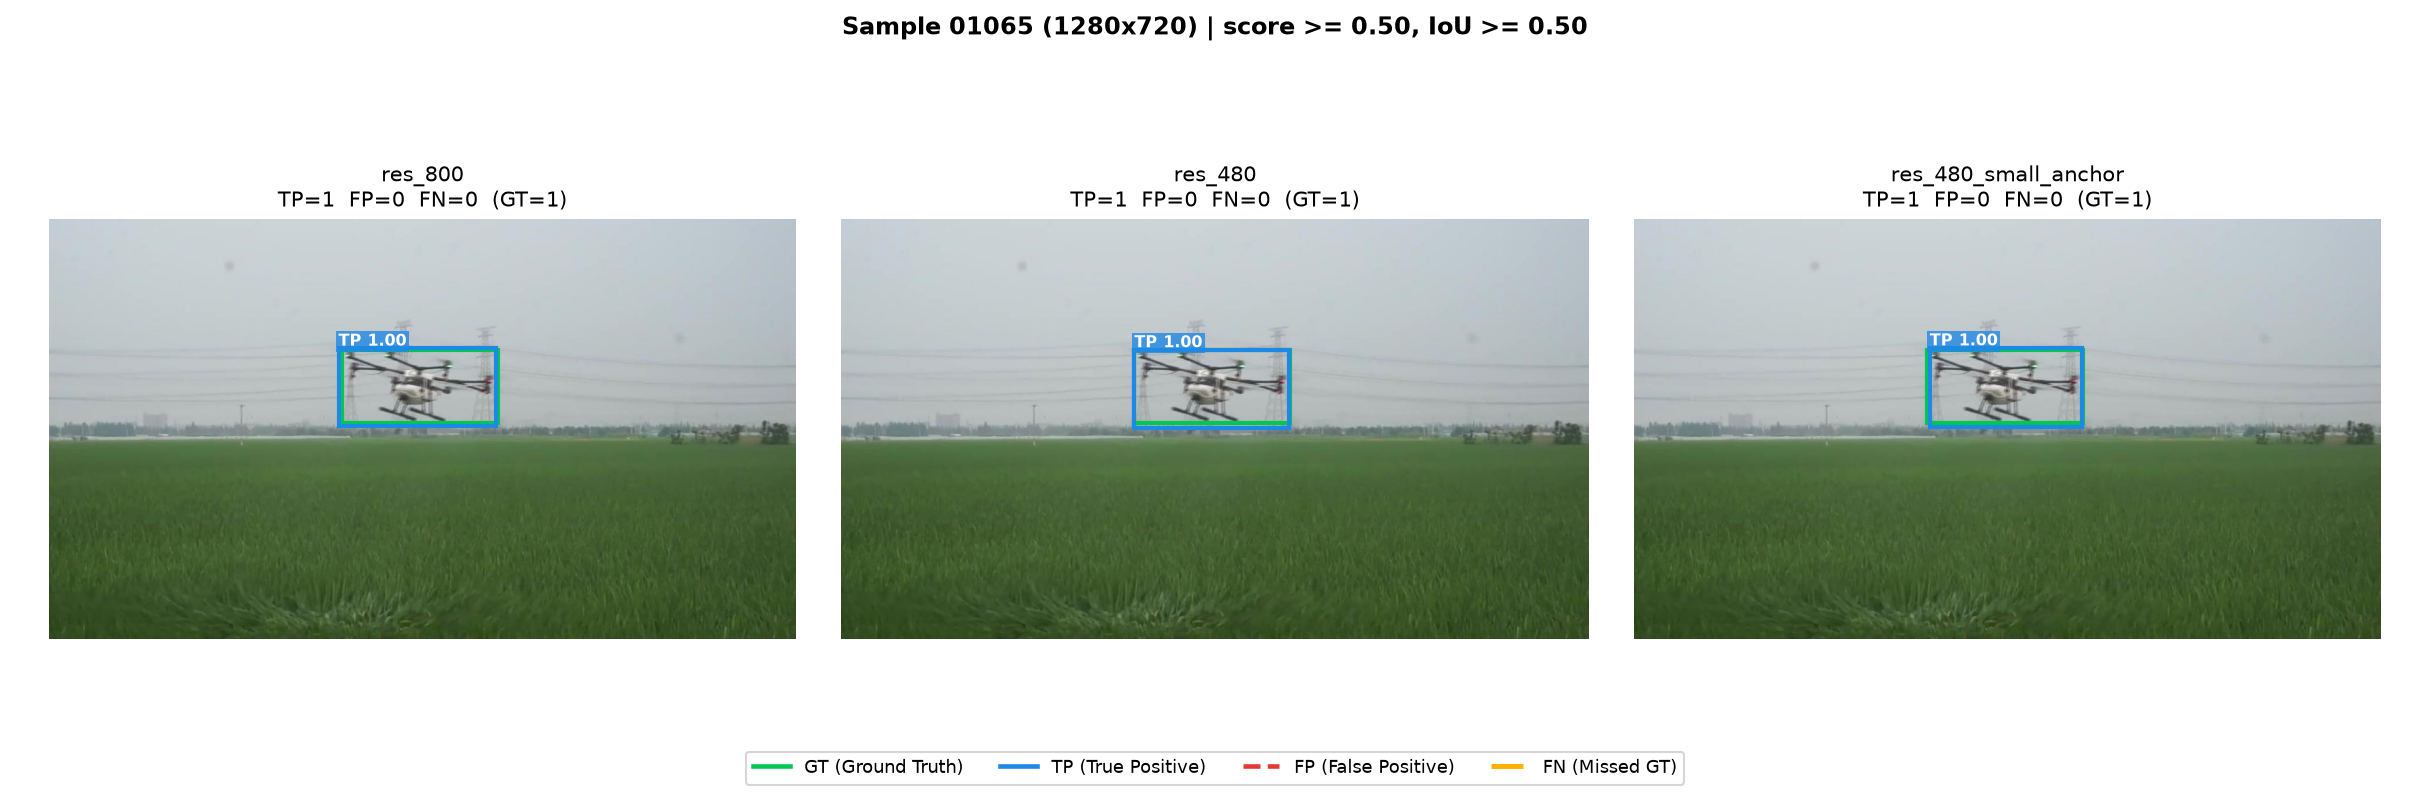 Sample 01065 (1280x720) | score >= 0.50, IoU >= 0.50
res_800
TP=1 FP=0 FN=0 (GT=1)
TP 1.00
res_480
TP=1 FP=0 FN=0 (GT=1)
TP 1.00
res_480_small_anchor
TP=1 FP=0 FN=0 (GT=1)
TP 1.00
GT (Ground Truth)
TP (True Positive)
FP (False Positive)
FN (Missed GT)